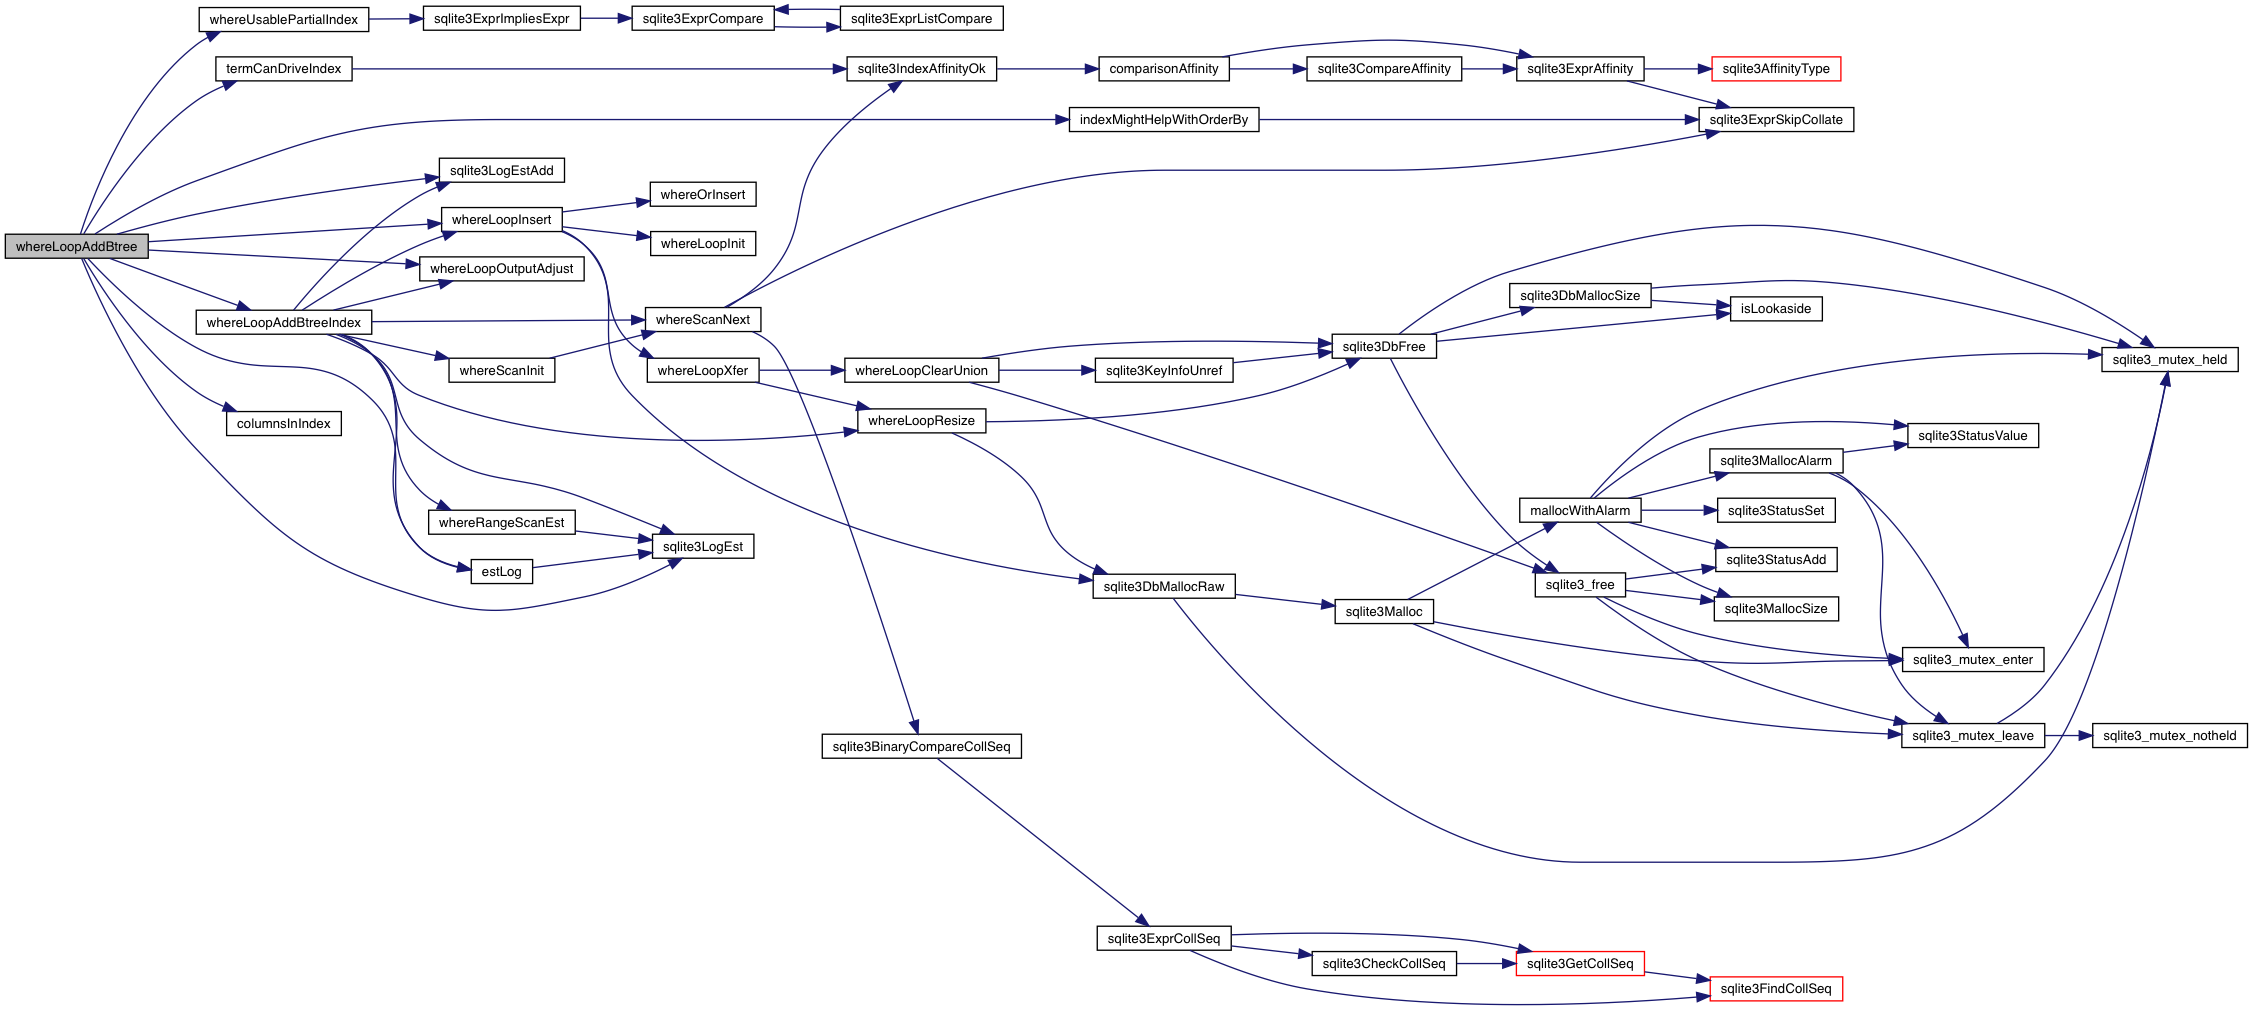 whereLoopAddBtree
whereUsablePartialIndex
sqlite3ExprImpliesExpr
sqlite3ExprCompare
sqlite3ExprListCompare
termCanDriveIndex
sqlite3IndexAffinityOk
comparisonAffinity
sqlite3CompareAffinity
sqlite3ExprAffinity
sqlite3AffinityType
indexMightHelpWithOrderBy
sqlite3ExprSkipCollate
sqlite3LogEstAdd
whereLoopInsert
whereOrInsert
whereLoopInit
whereLoopOutputAdjust
whereLoopAddBtreeIndex
whereScanNext
whereScanInit
whereLoopXfer
whereLoopClearUnion
sqlite3KeyInfoUnref
sqlite3DbFree
sqlite3DbMallocSize
isLookaside
sqlite3_mutex_held
columnsInIndex
whereLoopResize
sqlite3StatusValue
sqlite3MallocAlarm
mallocWithAlarm
sqlite3StatusSet
whereRangeScanEst
sqlite3LogEst
estLog
sqlite3StatusAdd
sqlite3DbMallocRaw
sqlite3_free
sqlite3Malloc
sqlite3MallocSize
sqlite3_mutex_enter
sqlite3_mutex_leave
sqlite3_mutex_notheld
sqlite3BinaryCompareCollSeq
sqlite3ExprCollSeq
sqlite3CheckCollSeq
sqlite3GetCollSeq
sqlite3FindCollSeq